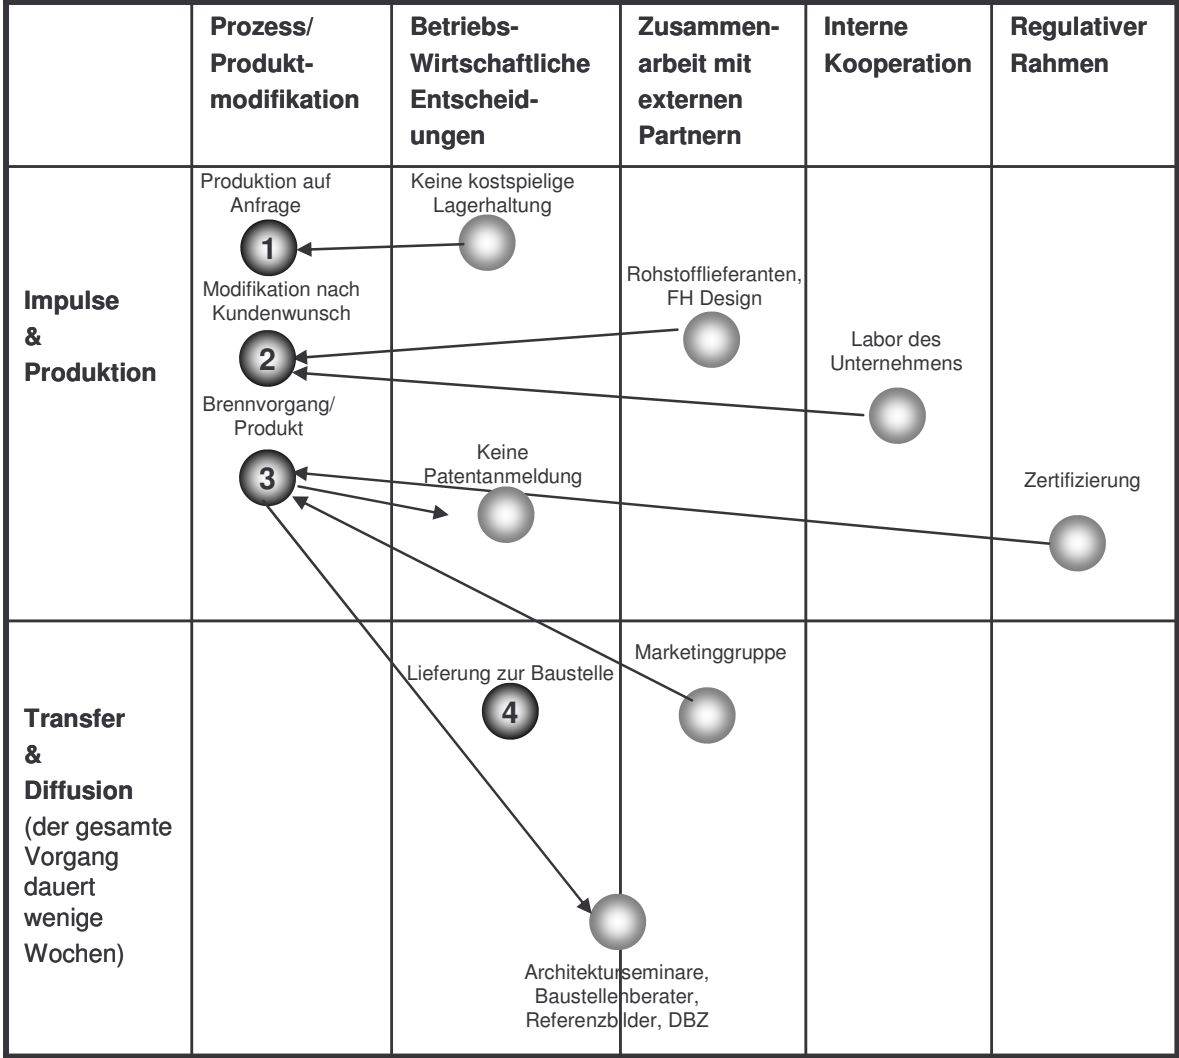 Prozess/
Produkt-
modifikation
Betriebs-
Wirtschaftliche
Entscheid-
ungen
Zusammen-
arbeit mit
externen
Partnern
Interne
Kooperation
Regulativer
Rahmen
Impulse
&
Produktion
Produktion auf
Anfrage
1
Modifikation nach
Kundenwunsch
2
Brennvorgang/
Produkt
3
Keine kostspielige
Lagerhaltung
Keine
Patentanmeldung
Rohstofflieferanten,
FH Design
Labor des
Unternehmens
Zertifizierung
Transfer
&
Diffusion
(der gesamte
Vorgang
dauert
wenige
Wochen)
Lieferung zur Baustelle
4
Marketinggruppe
Architekturseminare,
Baustellenberater,
Referenzbilder, DBZ